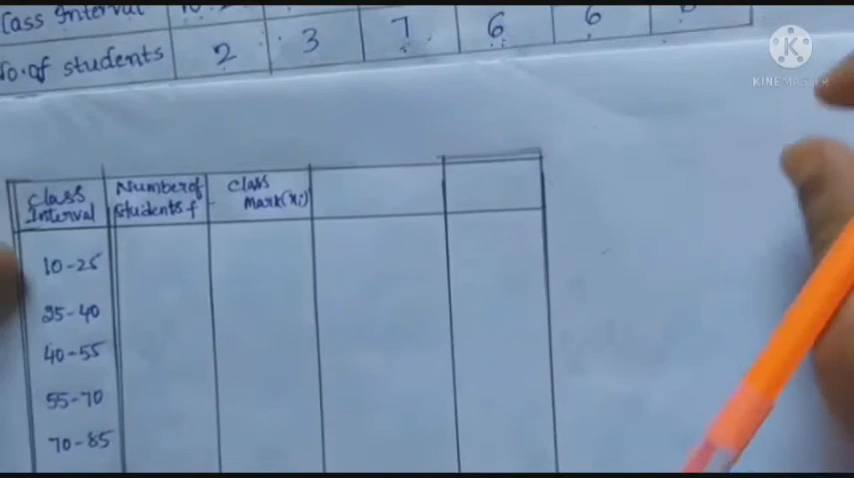 Class Interval
No. of students 2 3 7 6 6
KINEMASTER
Class Interval
Number of students f
Class mark (xi)
10-25
25-40
40-55
55-70
70-85